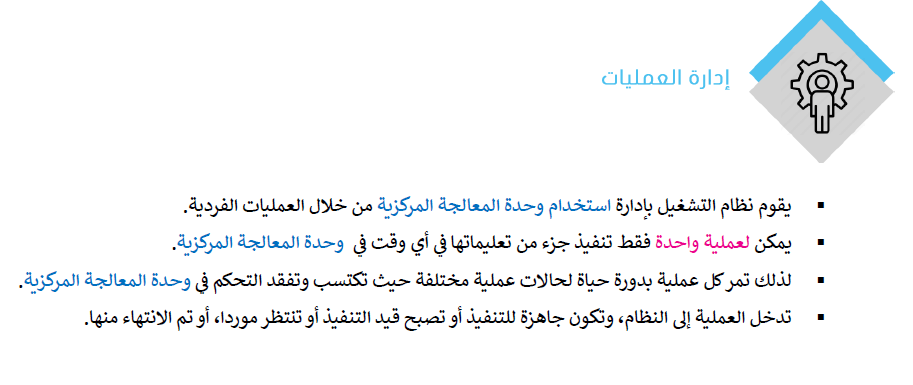 إدارة العمليات
▪ يقوم نظام التشغيل بإدارة استخدام وحدة المعالجة المركزية من خلال العمليات الفردية.
▪ يمكن لعملية واحدة فقط تنفيذ جزء من تعليماتها في أي وقت في وحدة المعالجة المركزية.
▪ لذلك تمر كل عملية بدورة حياة لحالات عملية مختلفة حيث تكتسب وتفقد التحكم في وحدة المعالجة المركزية.
▪ تدخل العملية إلى النظام، وتكون جاهزة للتنفيذ أو تصبح قيد التنفيذ أو تنتظر موردا، أو تم الانتهاء منها.